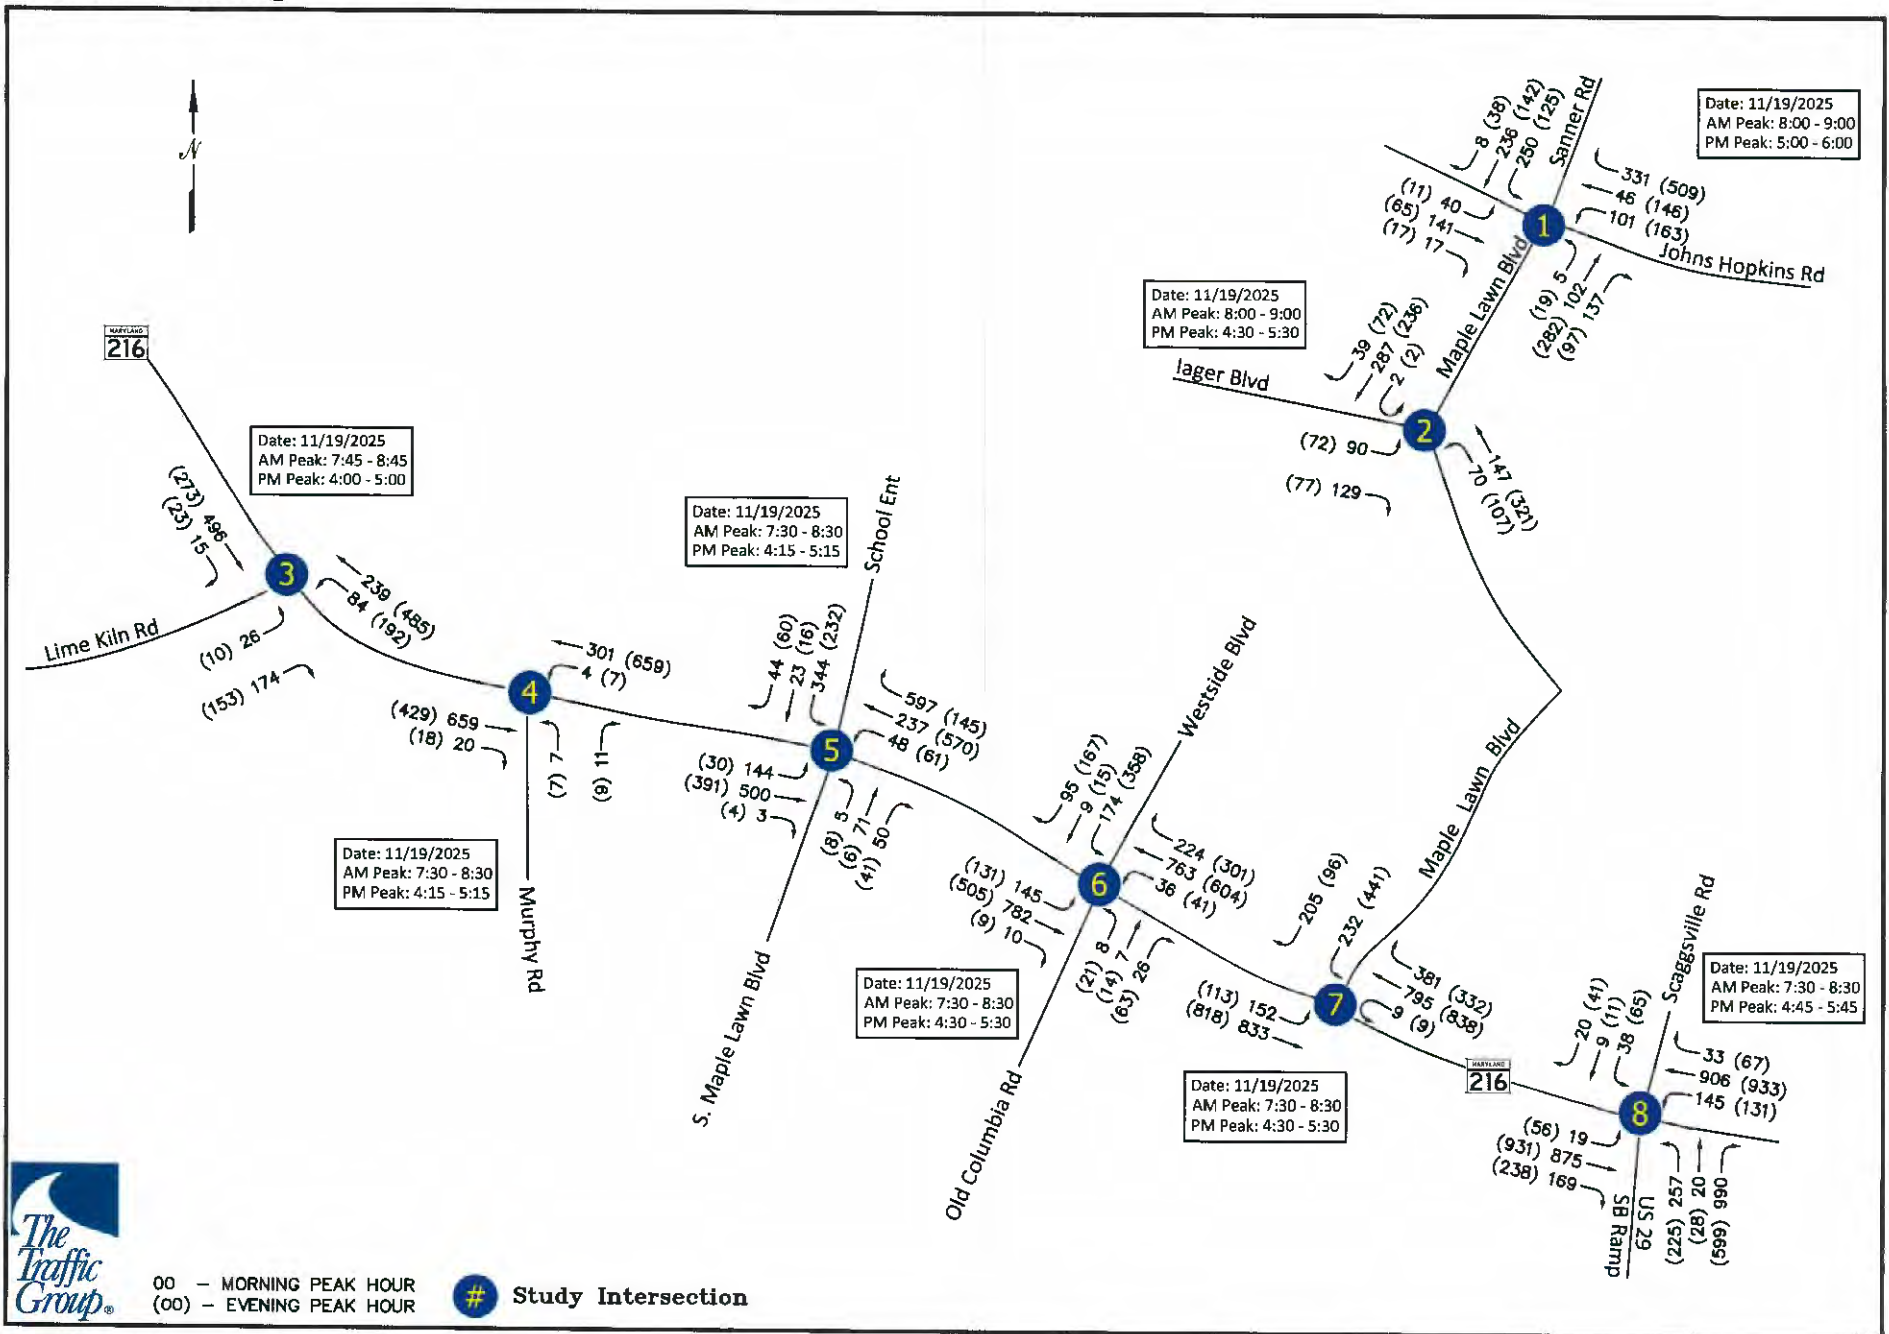 N
8 (38)
236 (142)
250 (125)
Sanner Rd
Date: 11/19/2025
AM Peak: 8:00 - 9:00
PM Peak: 5:00 - 6:00
331 (509)
46 (146)
101 (163)
(11) 40
(65) 141
(17) 17
1
Johns Hopkins Rd
Maple Lawn Blvd
(19) 5
(282) 102
(97) 137
Date: 11/19/2025
AM Peak: 8:00 - 9:00
PM Peak: 4:30 - 5:30
39 (72)
287 (236)
2 (2)
Iager Blvd
2
(72) 90
(77) 129
147 (321)
70 (107)
MARYLAND
216
Date: 11/19/2025
AM Peak: 7:45 - 8:45
PM Peak: 4:00 - 5:00
(273) 496
(23) 15
3
239 (485)
84 (192)
Lime Kiln Rd
(10) 26
(153) 174
Date: 11/19/2025
AM Peak: 7:30 - 8:30
PM Peak: 4:15 - 5:15
School Ent
301 (659)
4 (7)
4
(429) 659
(18) 20
(7) 7
(9) 11
Date: 11/19/2025
AM Peak: 7:30 - 8:30
PM Peak: 4:15 - 5:15
Murphy Rd
44 (60)
23 (16)
344 (232)
597 (145)
237 (570)
48 (61)
5
(30) 144
(391) 500
(4) 3
(8) 5
(6) 71
(41) 50
S. Maple Lawn Blvd
Westside Blvd
95 (167)
9 (15)
174 (358)
224 (301)
763 (604)
36 (41)
6
(131) 145
(505) 782
(9) 10
(21) 8
(14) 7
(63) 26
Date: 11/19/2025
AM Peak: 7:30 - 8:30
PM Peak: 4:30 - 5:30
Old Columbia Rd
Maple Lawn Blvd
205 (96)
232 (441)
381 (332)
795 (838)
9 (9)
7
(113) 152
(818) 833
Date: 11/19/2025
AM Peak: 7:30 - 8:30
PM Peak: 4:30 - 5:30
MARYLAND
216
Scaggsville Rd
Date: 11/19/2025
AM Peak: 7:30 - 8:30
PM Peak: 4:45 - 5:45
20 (41)
9 (11)
38 (65)
33 (67)
906 (933)
145 (131)
8
(56) 19
(931) 875
(238) 169
US 29
SB Ramp
(225) 257
(28) 20
(599) 990
The
Traffic
Group®
00 – MORNING PEAK HOUR
(00) – EVENING PEAK HOUR
# Study Intersection